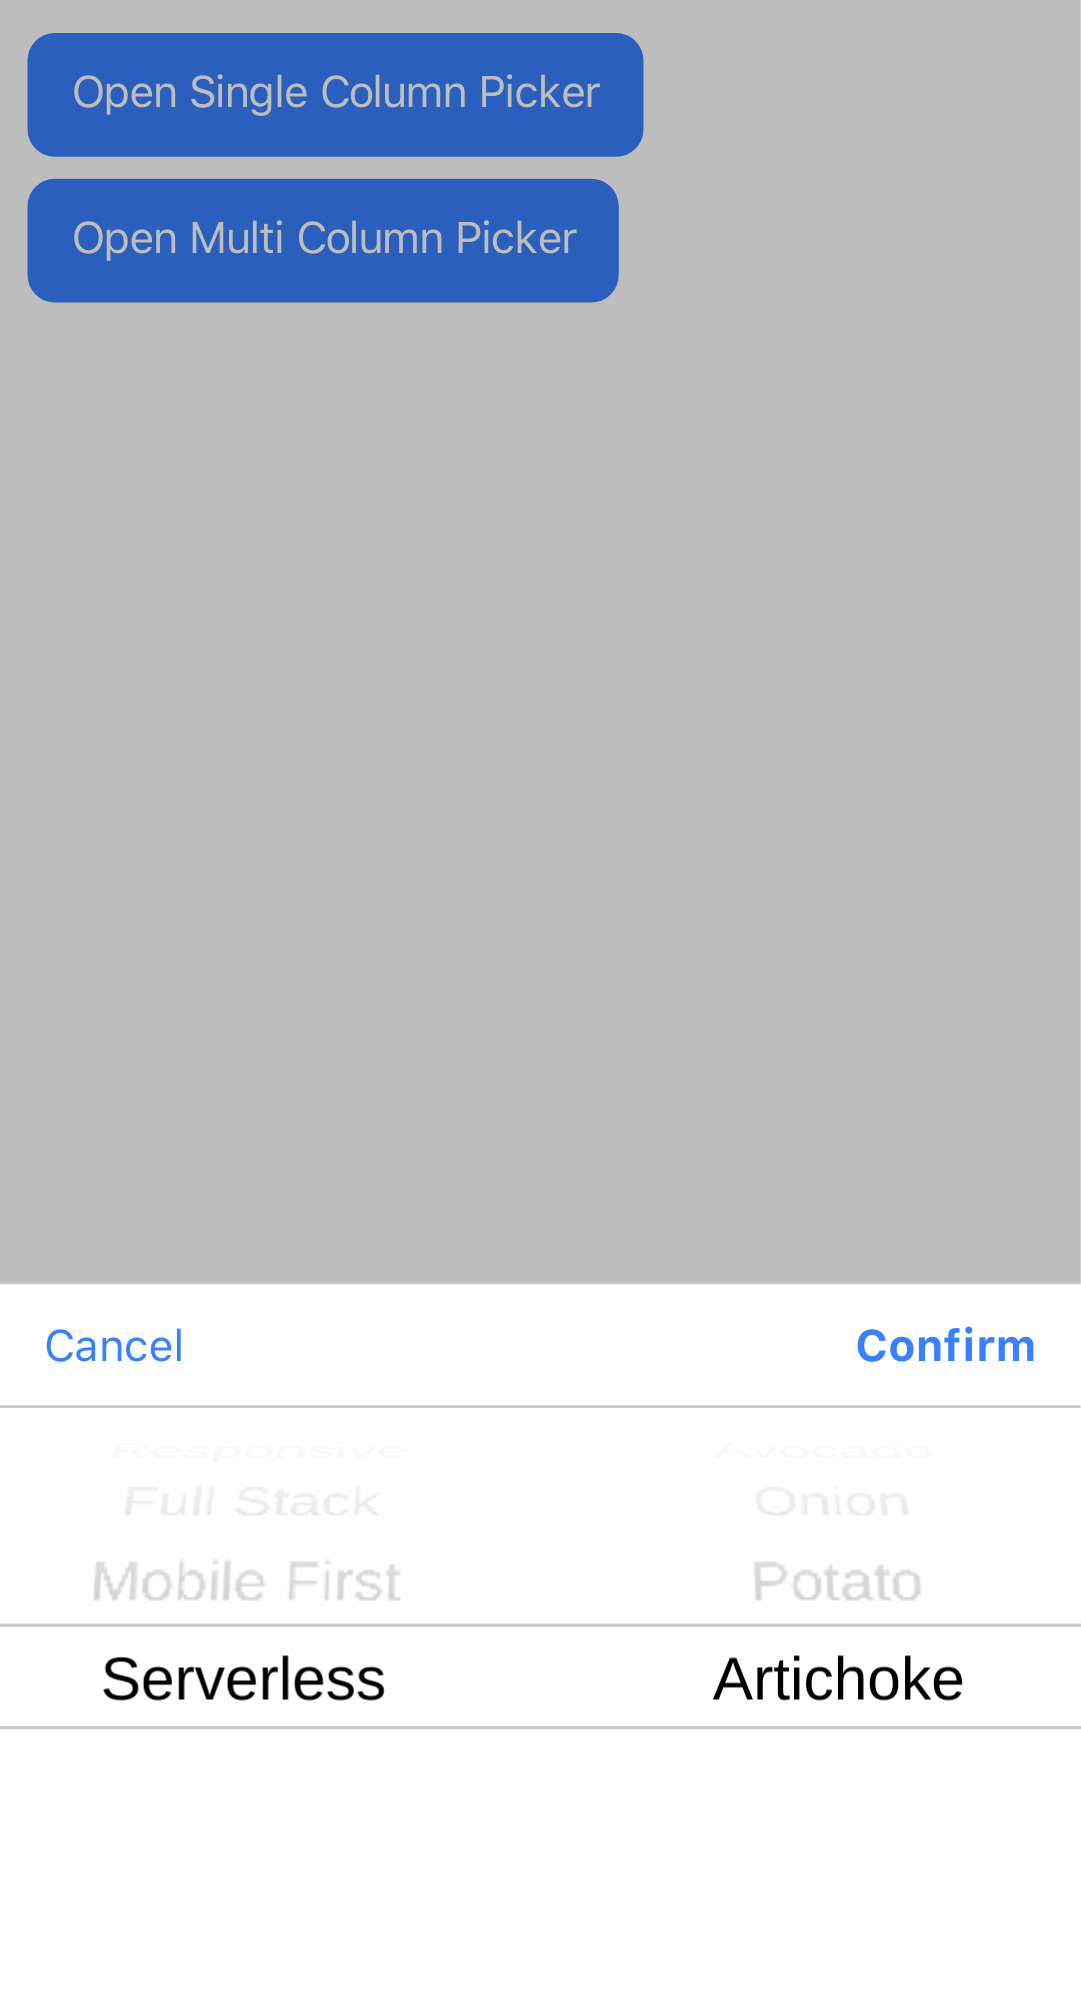 Open Single Column Picker
Open Multi Column Picker
Cancel Confirm
Responsive Avocado
Full Stack Onion
Mobile First Potato
Serverless Artichoke